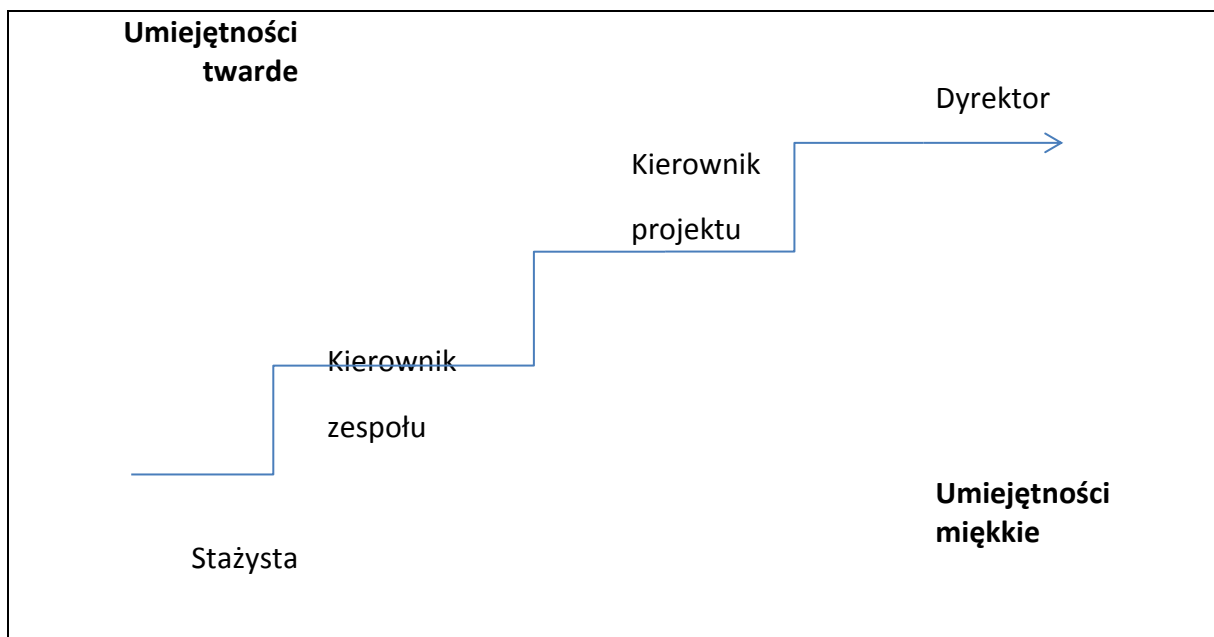 Umiejętności
twarde
Dyrektor
Kierownik
projektu
Kierownik
zespołu
Umiejętności
miękkie
Stażysta